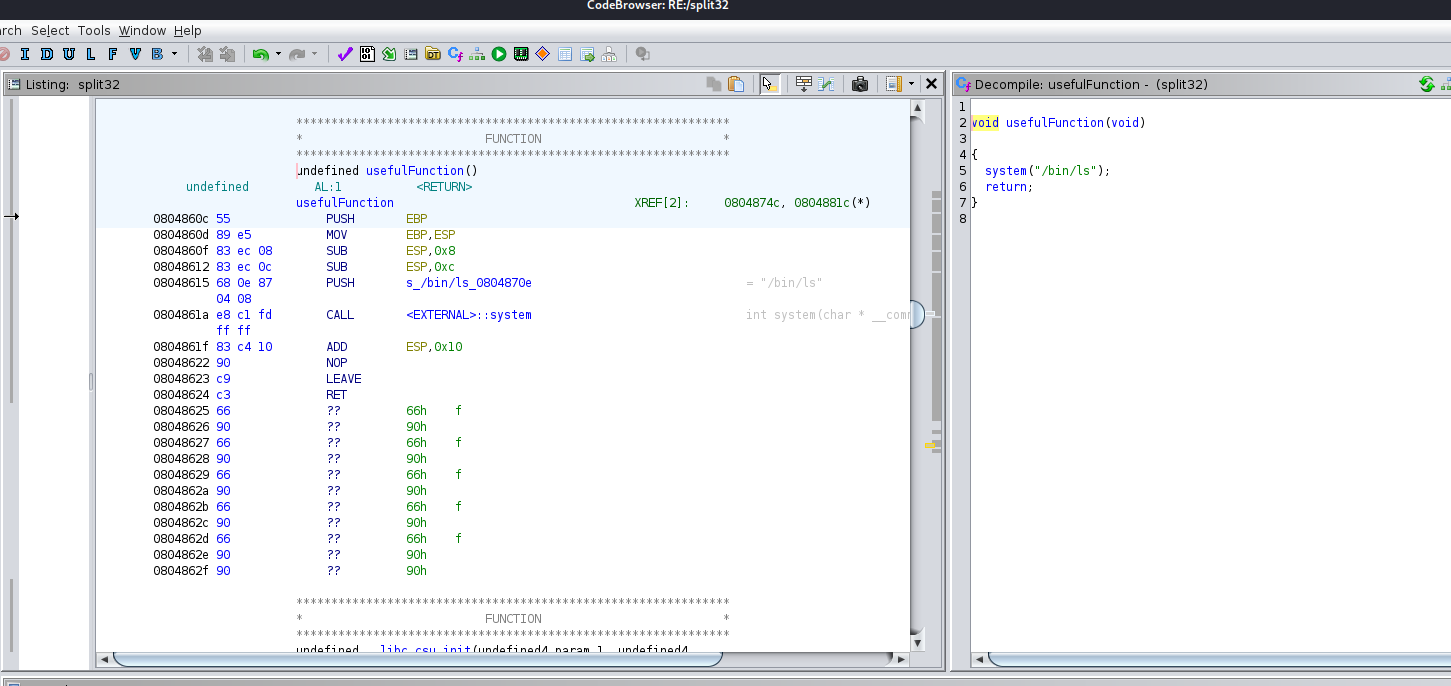 CodeBrowser: RE:/split32
rch Select Tools Window Help
I D U L F V B
Listing: split32
************************************************************
* FUNCTION *
************************************************************
undefined usefulFunction()
undefined AL:1 <RETURN>
usefulFunction XREF[2]: 0804874c, 0804881c(*)
0804860c 55 PUSH EBP
0804860d 89 e5 MOV EBP,ESP
0804860f 83 ec 08 SUB ESP,0x8
08048612 83 ec 0c SUB ESP,0xc
08048615 68 0e 87 PUSH s_/bin/ls_0804870e = "/bin/ls"
04 08
0804861a e8 c1 fd CALL <EXTERNAL>::system int system(char * __com
ff ff
0804861f 83 c4 10 ADD ESP,0x10
08048622 90 NOP
08048623 c9 LEAVE
08048624 c3 RET
08048625 66 ?? 66h f
08048626 90 ?? 90h
08048627 66 ?? 66h f
08048628 90 ?? 90h
08048629 66 ?? 66h f
0804862a 90 ?? 90h
0804862b 66 ?? 66h f
0804862c 90 ?? 90h
0804862d 66 ?? 66h f
0804862e 90 ?? 90h
0804862f 90 ?? 90h
************************************************************
* FUNCTION *
************************************************************
undefined __libc_csu_init(undefined4 param_1, undefined4
Decompile: usefulFunction - (split32)
1
2 void usefulFunction(void)
3
4 {
5 system("/bin/ls");
6 return;
7 }
8